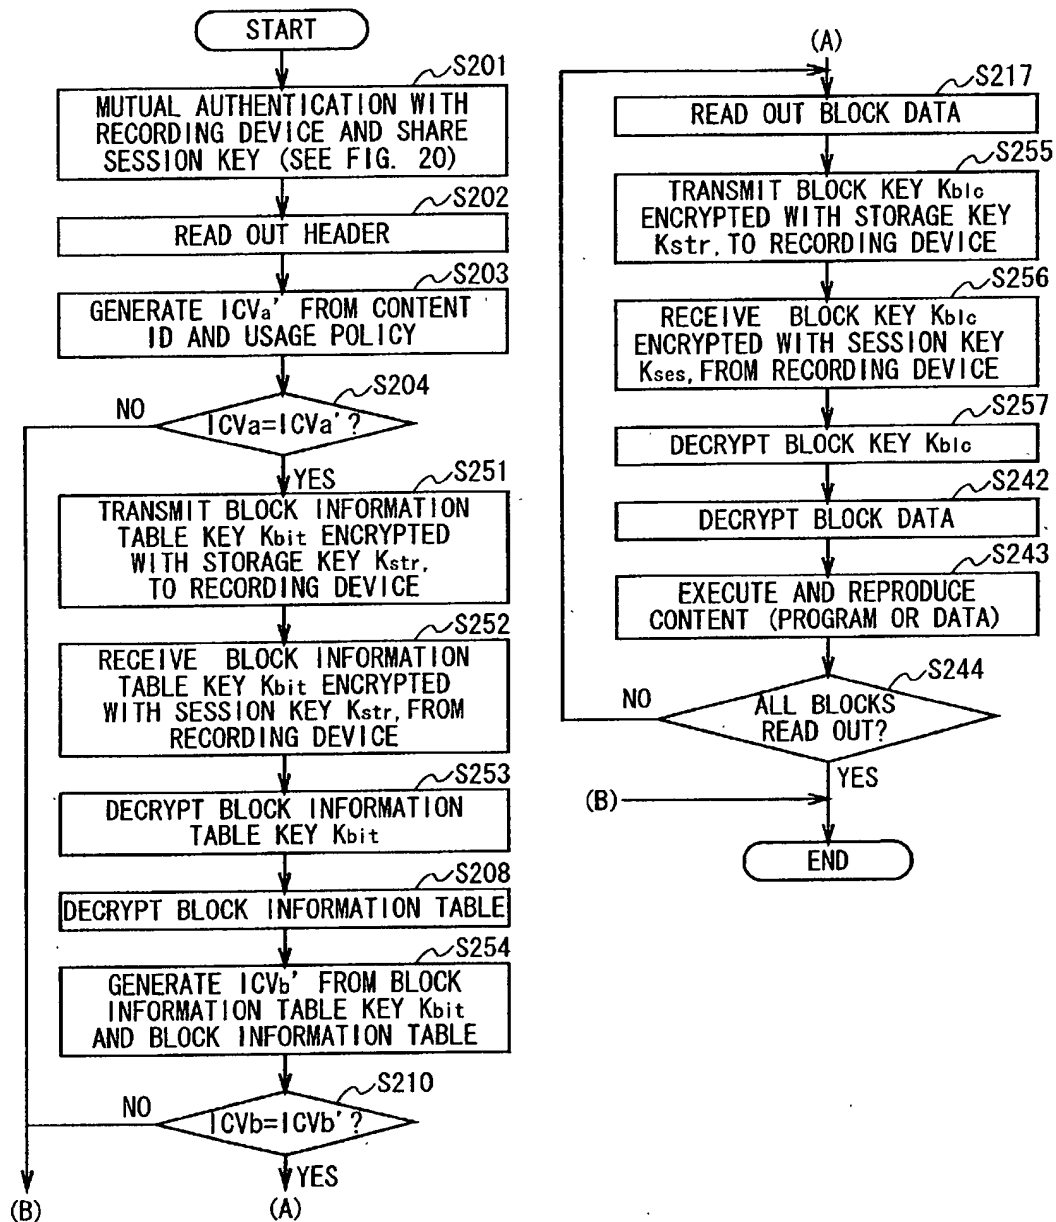 START
S201
MUTUAL AUTHENTICATION WITH
RECORDING DEVICE AND SHARE
SESSION KEY (SEE FIG. 20)
S202
READ OUT HEADER
S203
GENERATE ICVa' FROM CONTENT
ID AND USAGE POLICY
S204
NO
ICVa=ICVa'?
YES
S251
TRANSMIT BLOCK INFORMATION
TABLE KEY Kbit ENCRYPTED
WITH STORAGE KEY Kstr,
TO RECORDING DEVICE
S252
RECEIVE BLOCK INFORMATION
TABLE KEY Kbit ENCRYPTED
WITH SESSION KEY Kstr, FROM
RECORDING DEVICE
S253
DECRYPT BLOCK INFORMATION
TABLE KEY Kbit
S208
DECRYPT BLOCK INFORMATION TABLE
S254
GENERATE ICVb' FROM BLOCK
INFORMATION TABLE KEY Kbit
AND BLOCK INFORMATION TABLE
S210
NO
ICVb=ICVb'?
YES
(B)
(A)
(A)
S217
READ OUT BLOCK DATA
S255
TRANSMIT BLOCK KEY Kblc
ENCRYPTED WITH STORAGE KEY
Kstr, TO RECORDING DEVICE
S256
RECEIVE BLOCK KEY Kblc
ENCRYPTED WITH SESSION KEY
Kses, FROM RECORDING DEVICE
S257
DECRYPT BLOCK KEY Kblc
S242
DECRYPT BLOCK DATA
S243
EXECUTE AND REPRODUCE
CONTENT (PROGRAM OR DATA)
S244
NO
ALL BLOCKS
READ OUT?
YES
(B)
END